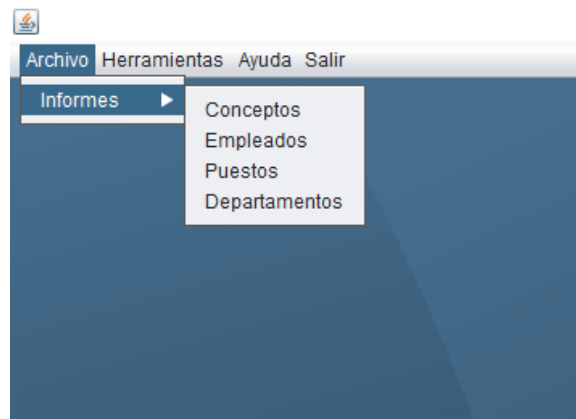 Archivo Herramientas Ayuda Salir
Informes
Conceptos
Empleados
Puestos
Departamentos